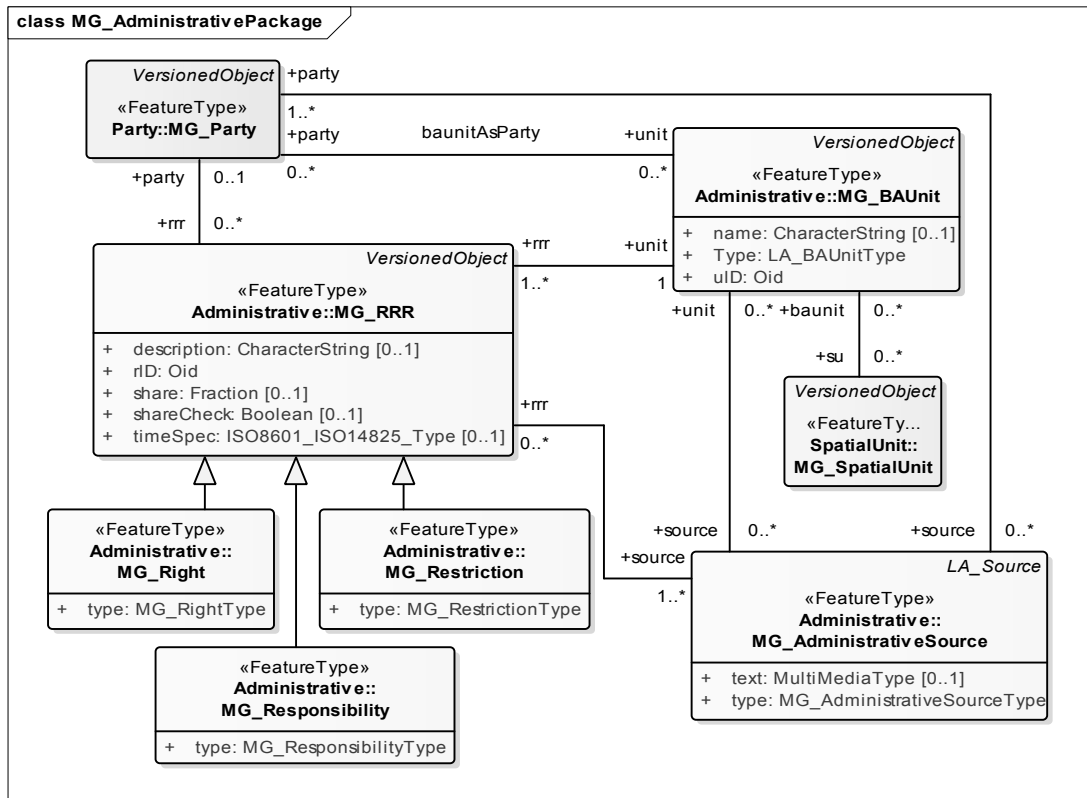 class MG_AdministrativePackage
VersionedObject
«FeatureType»
Party::MG_Party
+party
1..*
+party
baunitAsParty
+unit
0..*
0..*
VersionedObject
«FeatureType»
Administrative::MG_BAUnit
+ name: CharacterString [0..1]
+ Type: LA_BAUnitType
+ uID: Oid
+party
0..1
+rrr
0..*
VersionedObject
«FeatureType»
Administrative::MG_RRR
+ description: CharacterString [0..1]
+ rID: Oid
+ share: Fraction [0..1]
+ shareCheck: Boolean [0..1]
+ timeSpec: ISO8601_ISO14825_Type [0..1]
+rrr
+unit
1..*
1
+unit
0..*
+baunit
0..*
+su
0..*
VersionedObject
«FeatureTy...
SpatialUnit::
MG_SpatialUnit
+rrr
0..*
«FeatureType»
Administrative::
MG_Right
+ type: MG_RightType
«FeatureType»
Administrative::
MG_Restriction
+ type: MG_RestrictionType
«FeatureType»
Administrative::
MG_Responsibility
+ type: MG_ResponsibilityType
+source
0..*
+source
0..*
+source
1..*
LA_Source
«FeatureType»
Administrative::
MG_AdministrativeSource
+ text: MultiMediaType [0..1]
+ type: MG_AdministrativeSourceType